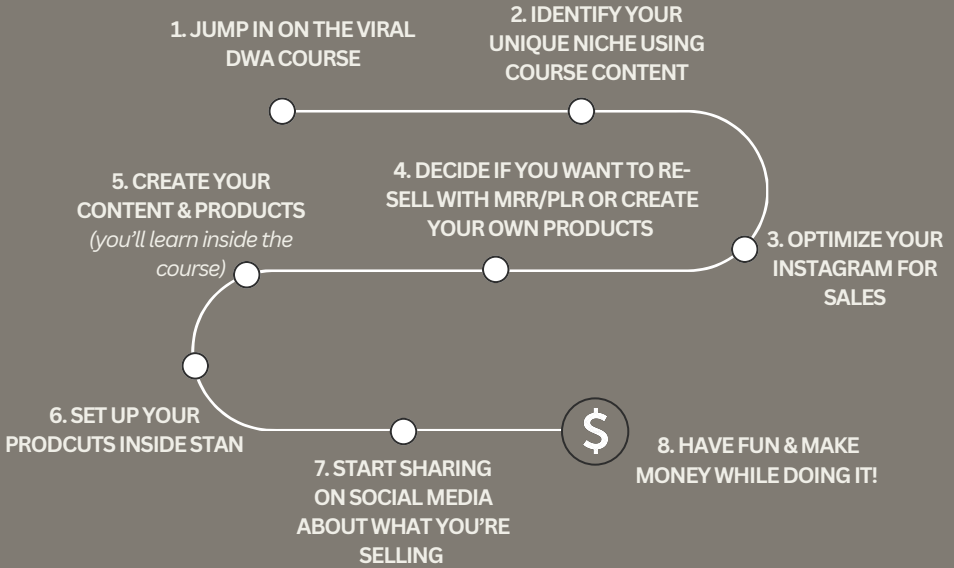 1. JUMP IN ON THE VIRAL
DWA COURSE
2. IDENTIFY YOUR
UNIQUE NICHE USING
COURSE CONTENT
3. OPTIMIZE YOUR
INSTAGRAM FOR
SALES
4. DECIDE IF YOU WANT TO RE-
SELL WITH MRR/PLR OR CREATE
YOUR OWN PRODUCTS
5. CREATE YOUR
CONTENT & PRODUCTS
(you'll learn inside the
course)
6. SET UP YOUR
PRODCUTS INSIDE STAN
7. START SHARING
ON SOCIAL MEDIA
ABOUT WHAT YOU'RE
SELLING
$
8. HAVE FUN & MAKE
MONEY WHILE DOING IT!